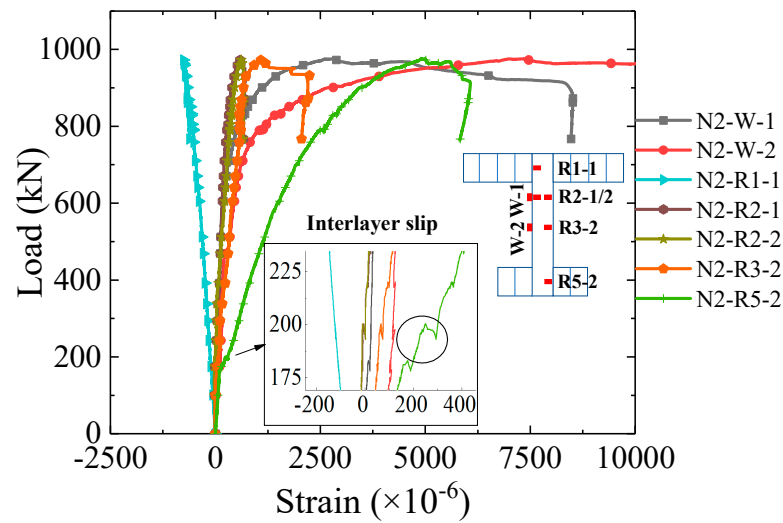 1000
800
600
400
200
0
Load (kN)
-2500
0
2500
5000
7500
10000
Strain (×10⁻⁶)
N2-W-1
N2-W-2
N2-R1-1
N2-R2-1
N2-R2-2
N2-R3-2
N2-R5-2
R1-1
W-1
R2-1/2
W-2
R3-2
R5-2
Interlayer slip
225
200
175
-200
0
200
400